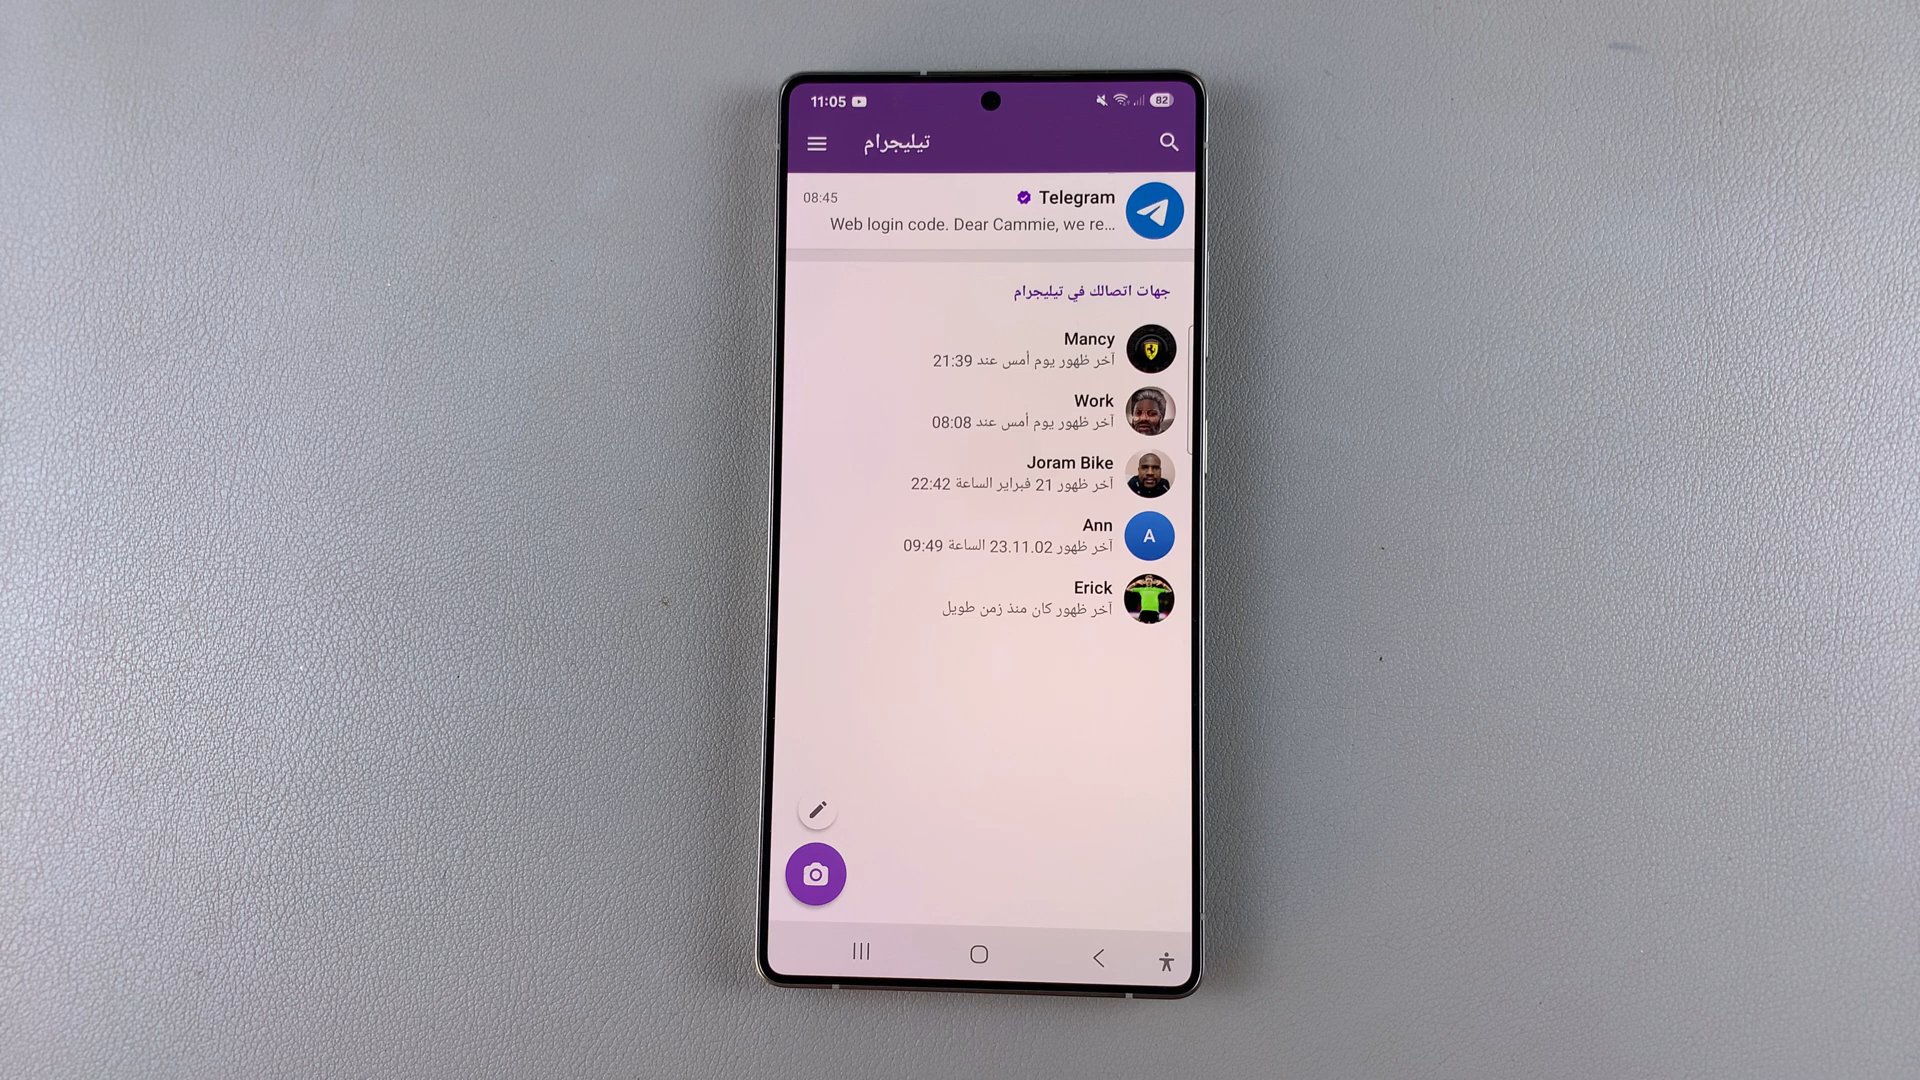 11:05
82
تيليجرام
Telegram
08:45
Web login code. Dear Cammie, we re...
جهات اتصالك في تيليجرام
Mancy
آخر ظهور يوم أمس عند 21:39
Work
آخر ظهور يوم أمس عند 08:08
Joram Bike
آخر ظهور 21 فبراير الساعة 22:42
A
Ann
آخر ظهور 23.11.02 الساعة 09:49
Erick
آخر ظهور كان منذ زمن طويل